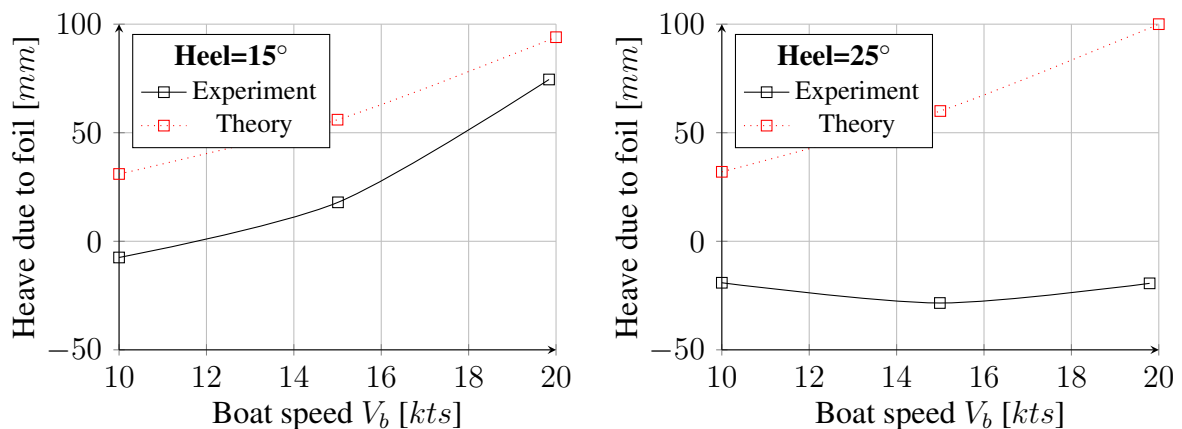 100
50
0
−50
10 12 14 16 18 20
Heave due to foil [mm]
Boat speed V_b [kts]
Heel=15°
Experiment
Theory
100
50
0
−50
10 12 14 16 18 20
Heave due to foil [mm]
Boat speed V_b [kts]
Heel=25°
Experiment
Theory